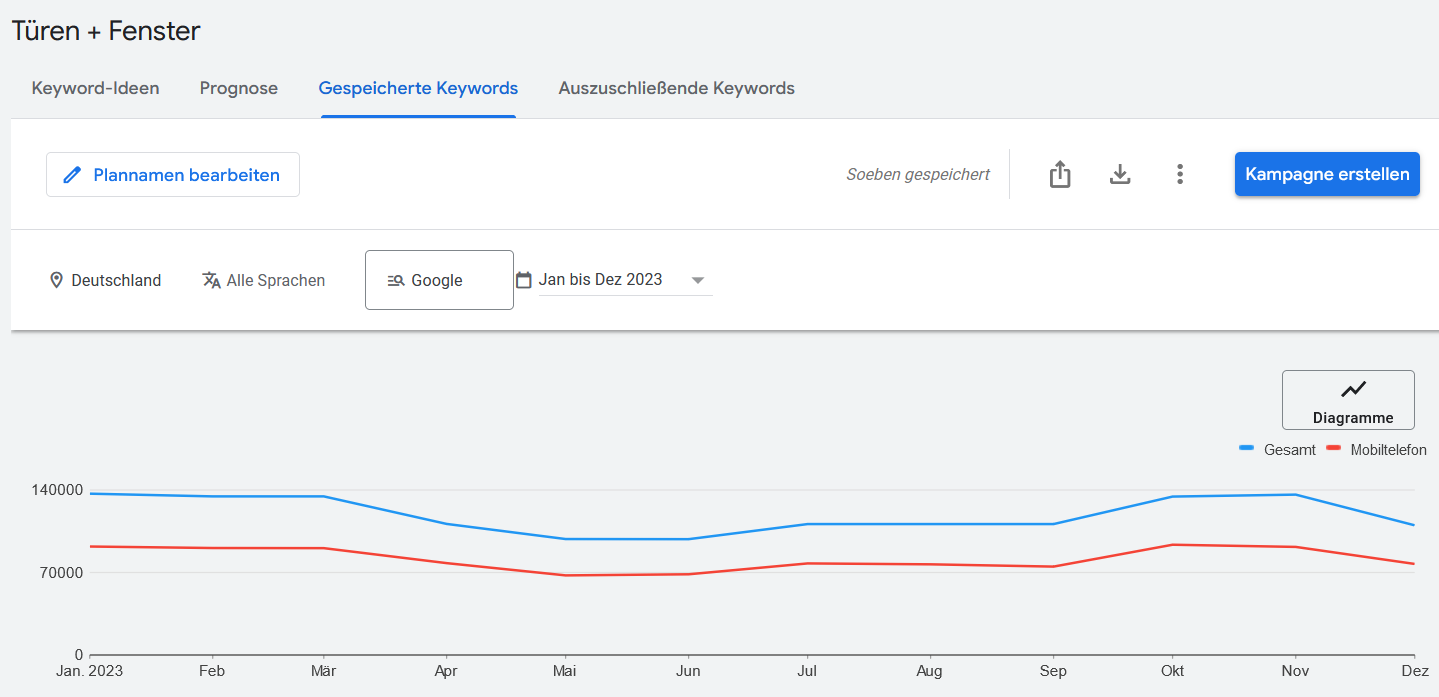 Türen + Fenster
Keyword-Ideen Prognose Gespeicherte Keywords Auszuschließende Keywords
Plannamen bearbeiten Soeben gespeichert Kampagne erstellen
Deutschland Alle Sprachen Google Jan bis Dez 2023
Diagramme
Gesamt Mobiltelefon
140000
70000
0
Jan. 2023 Feb Mär Apr Mai Jun Jul Aug Sep Okt Nov Dez